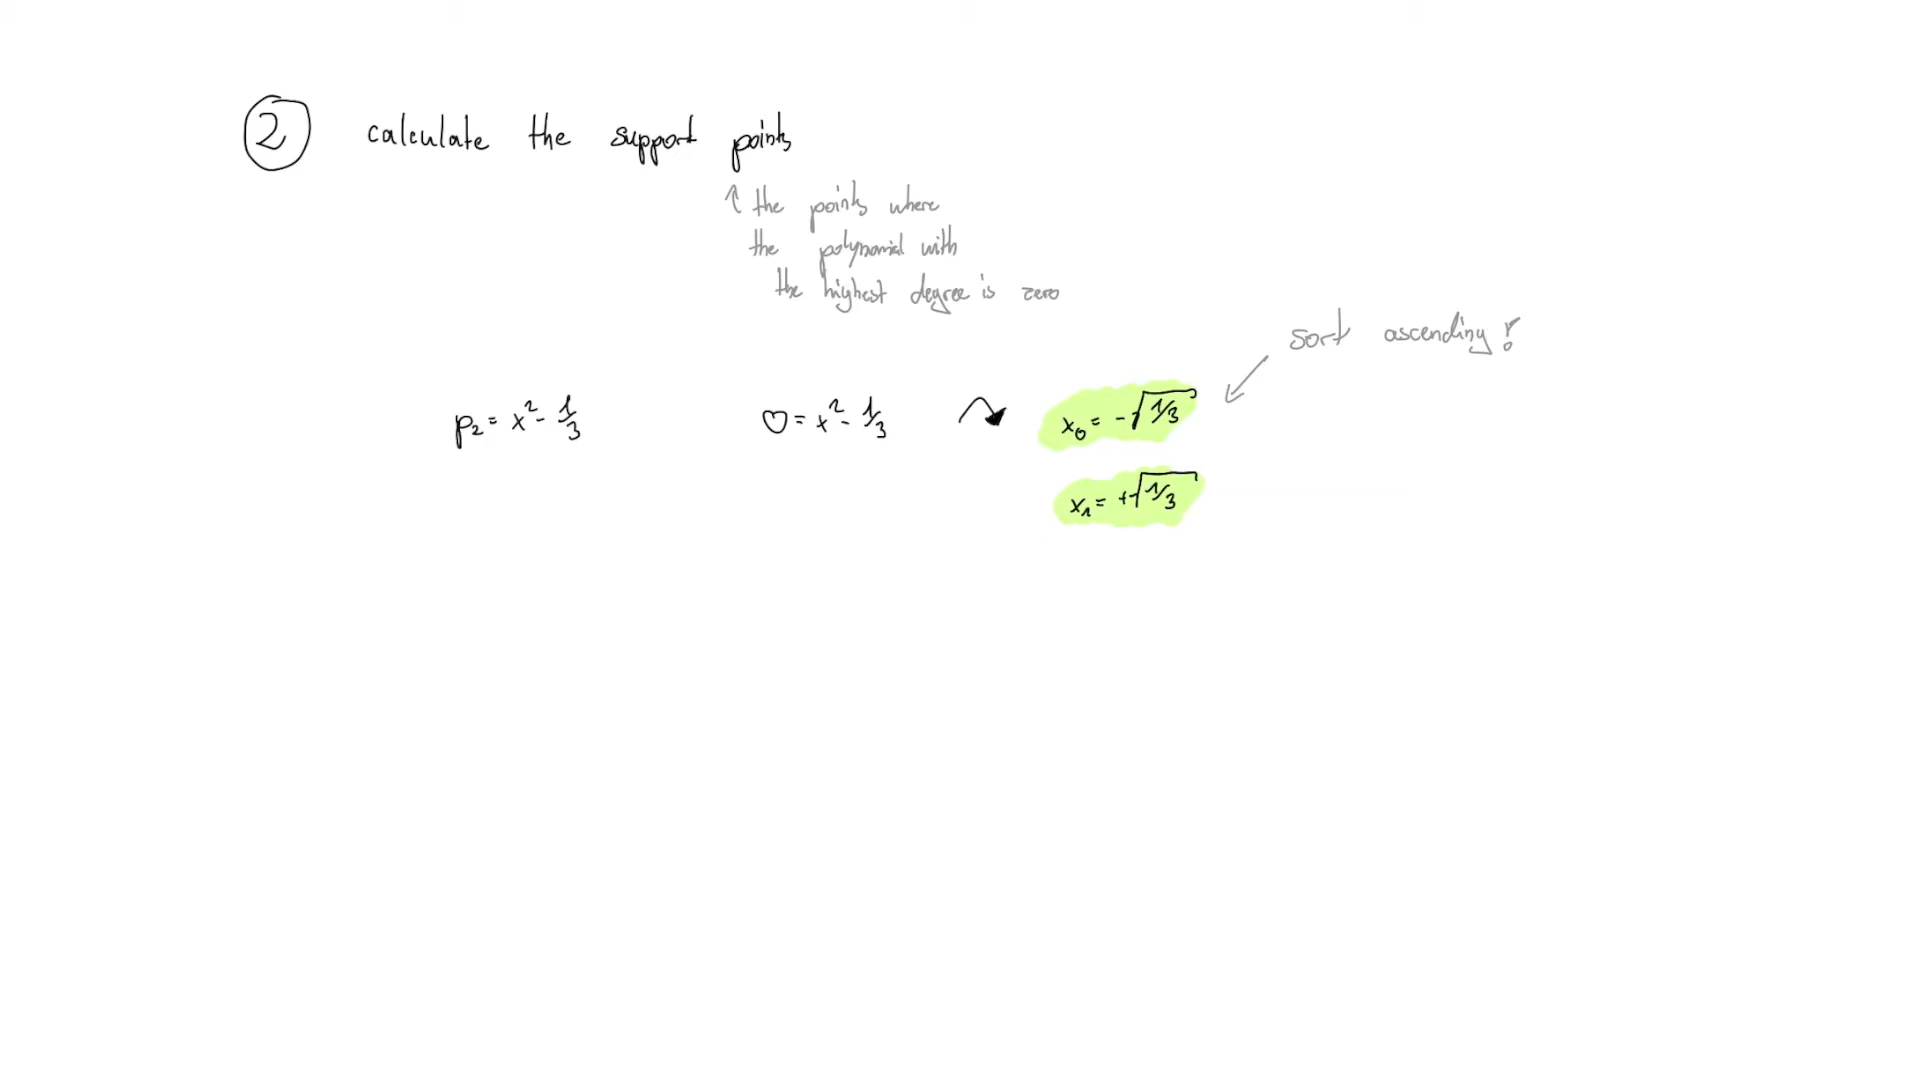 2 calculate the support points
↑ the points where
the polynomial with
the highest degree is zero
sort ascending!
p₂ = x² - 1/3
0 = x² - 1/3
x₀ = -√1/3
x₁ = +√1/3